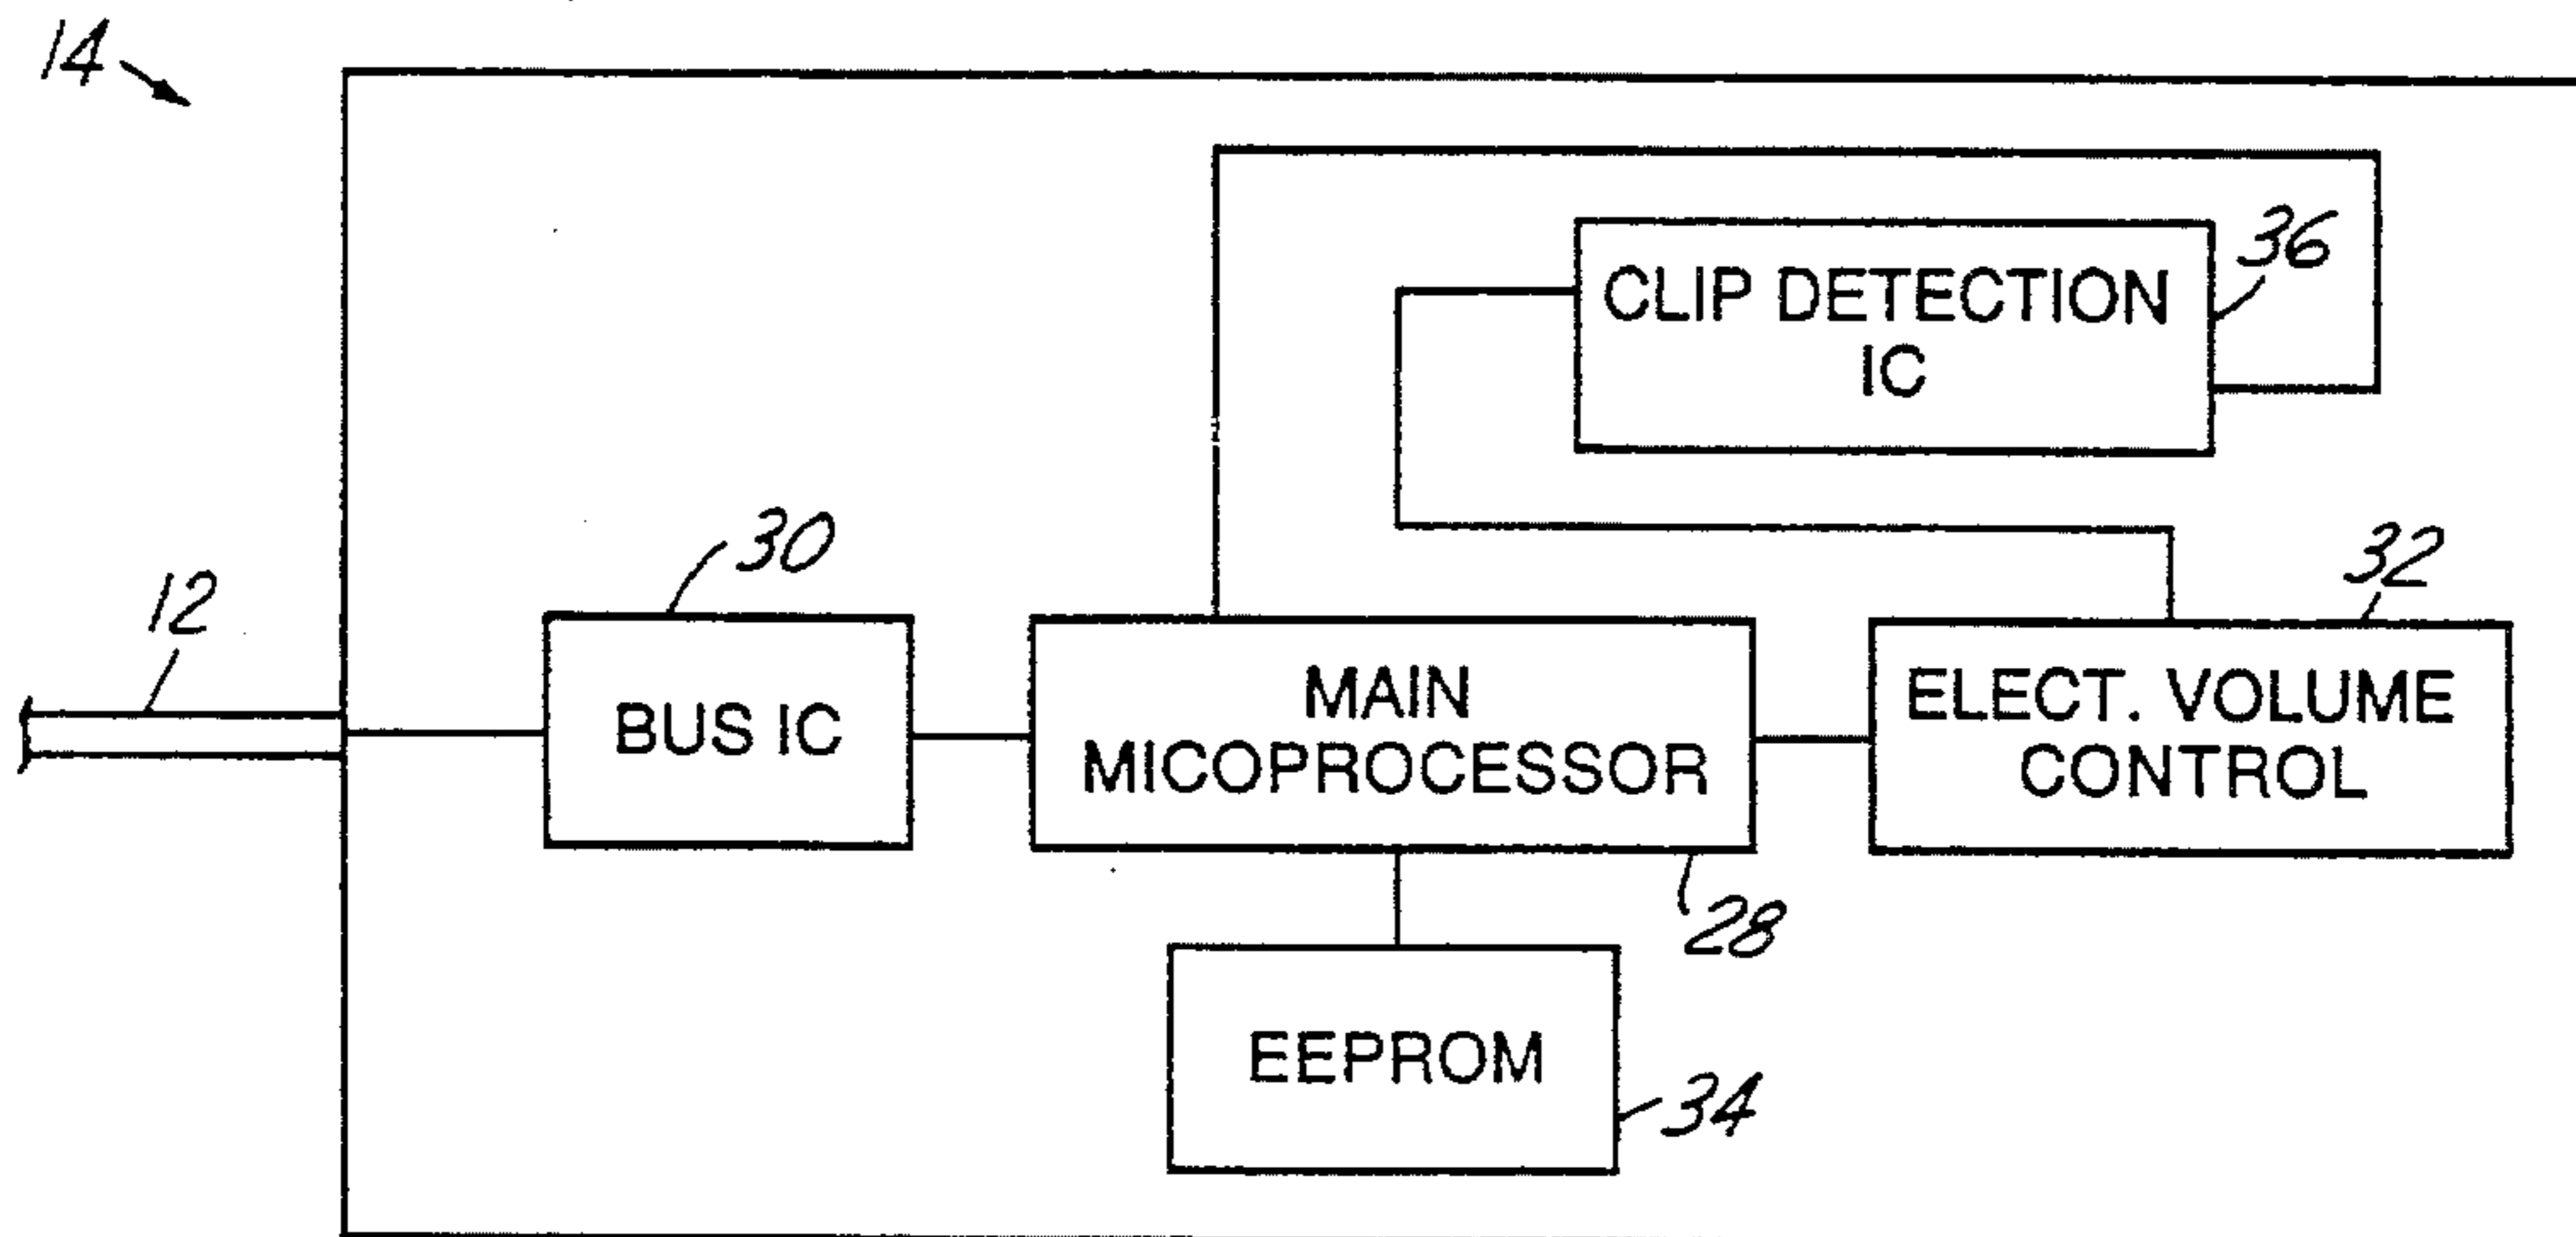 14
36
CLIP DETECTION
IC
30
32
12
BUS IC
MAIN
MICOPROCESSOR
ELECT. VOLUME
CONTROL
28
EEPROM
34